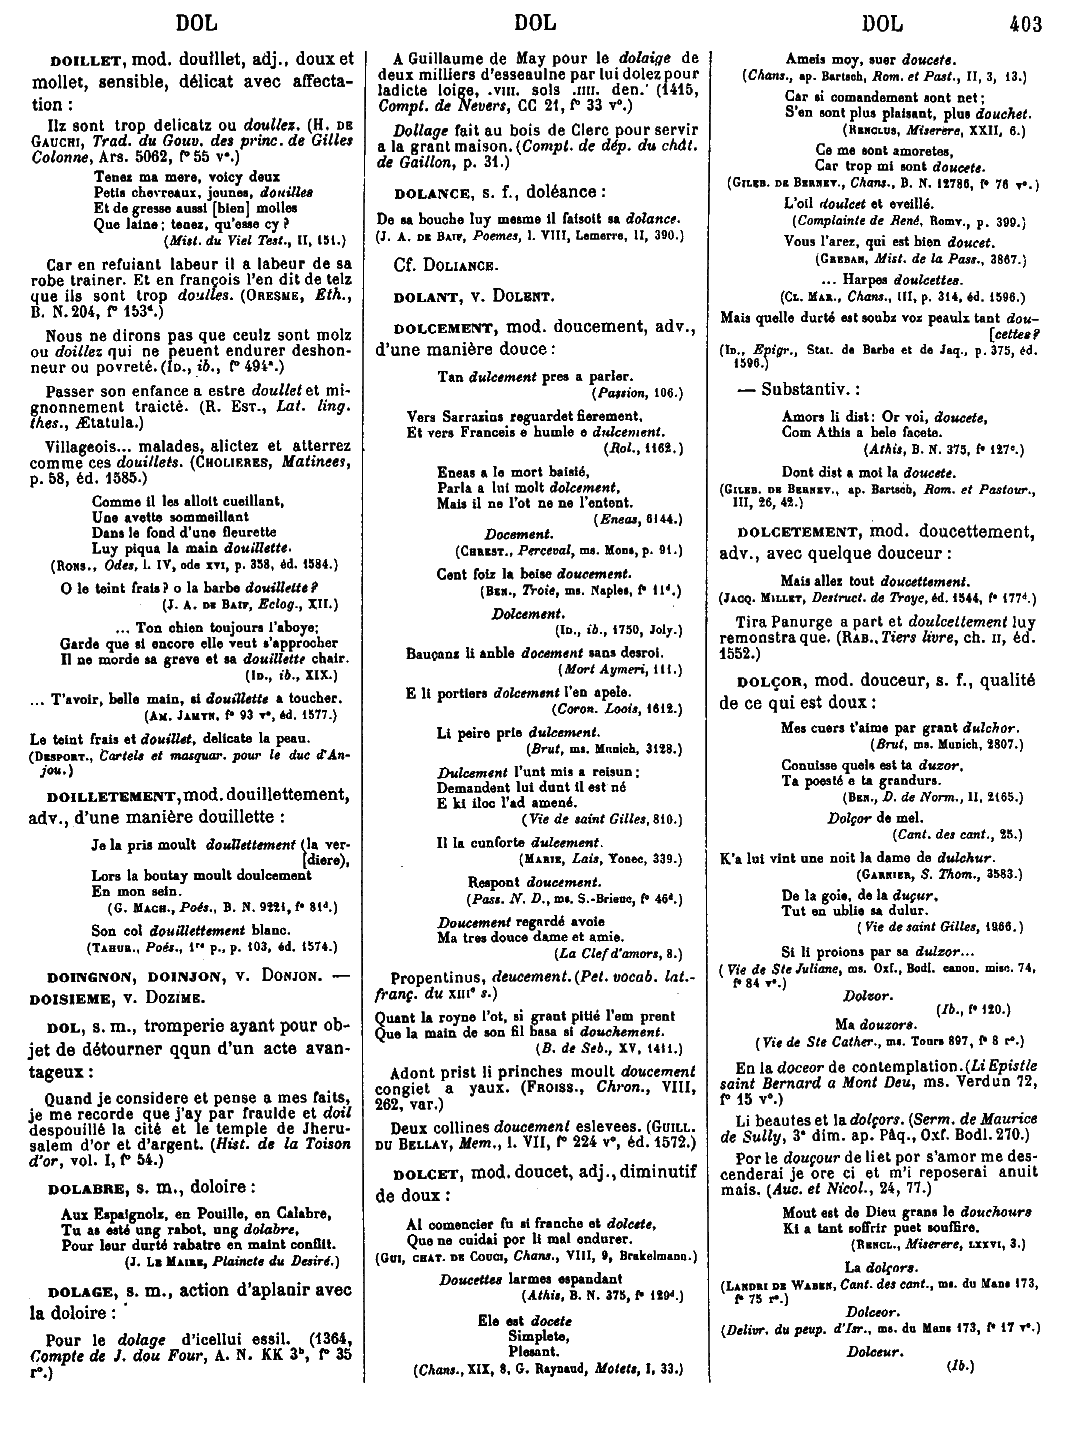 DOL DOL DOL 403
DOILLET, mod. douillet, adj., doux et
mollet, sensible, délicat avec affecta-
tion :
Ilz sont trop delicatz ou doullez. (H. DE
GAUCHI, Trad. du Gouv. des princ. de Gilles
Colonne, Ars. 5062, f° 55 v°.)
Tenez ma mere, voicy deux
Petis chevreaux, jounes, douilles
Et de gresse aussi [bien] molles
Que laine ; tenez, qu'esse cy ?
(Mist. du Viel Test., II, 151.)
Car en refuiant labeur il a labeur de sa
robe trainer. Et en françois l'en dit de telz
que ils sont trop doulles. (ORESME, Eth.,
B. N. 204, f° 153d.)
Nous ne dirons pas que ceulz sont molz
ou doillez qui ne peuent endurer deshon-
neur ou povreté. (ID., ib., f° 494a.)
Passer son enfance a estre doullet et mi-
gnonnement traicté. (R. EST., Lat. ling.
thes., Ætatula.)
Villageois... malades, alictez et atterrez
comme ces douillets. (CHOLIERES, Matinees,
p. 58, éd. 1585.)
Comme il les alloit cueillant,
Une avette sommeillant
Dans le fond d'une fleurette
Luy piqua la main douillette.
(RONS., Odes, l. IV, ode XVI, p. 358, éd. 1584.)
O le teint frais ? o la barbe douillette ?
(J. A. DE BAIF, Eclog., XII.)
... Ton chien toujours l'aboye;
Garde que si encore elle veut s'approcher
Il ne morde sa greve et sa douillette chair.
(ID., ib., XIX.)
... T'avoir, belle main, si douillette a toucher.
(AM. JAMYN, f° 93 v°, éd. 1577.)
Le teint frais et douillet, delicate la peau.
(DESPORT., Cartels et masquar. pour le duc d'An-
jou.)
DOILLETEMENT, mod. douillettement,
adv., d'une manière douillette :
Je la pris moult doullettement (la ver-
[diere),
Lors la boutay moult doulcement
En mon sein.
(G. MACH., Poés., B. N. 9221, f° 81d.)
Son col douillettement blanc.
(TAHUR., Poés., 1re p., p. 103, éd. 1574.)
DOINGNON, DOINJON, v. DONJON. —
DOISIEME, v. DOZIME.
DOL, s. m., tromperie ayant pour ob-
jet de détourner qqun d'un acte avan-
tageux :
Quand je considere et pense a mes faits,
je me recorde que j'ay par fraulde et doil
despouillé la cité et le temple de Jheru-
salem d'or et d'argent. (Hist. de la Toison
d'or, vol. I, f° 54.)
DOLABRE, s. m., doloire :
Aux Espaignolz, en Pouille, en Calabre,
Tu as esté ung rabot, ung dolabre,
Pour leur durté rabatre en maint conflit.
(J. LE MAIRE, Plaincte du Desiré.)
DOLAGE, s. m., action d'aplanir avec
la doloire :
Pour le dolage d'icellui essil. (1364,
Compte de J. dou Four, A. N. KK 3b, f° 35
r°.)
A Guillaume de May pour le dolaige de
deux milliers d'esseaulne par lui dolez pour
ladicte loige, .VIII. sols .IIII. den. (1415,
Compt. de Nevers, CC 21, f° 33 v°.)
Dollage fait au bois de Clerc pour servir
a la grant maison. (Compt. de dép. du chât.
de Gaillon, p. 31.)
DOLANCE, s. f., doléance :
De sa bouche luy mesme il faisoit sa dolance.
(J. A. DE BAIF, Poemes, l. VIII, Lemerre, II, 390.)
Cf. DOLIANCE.
DOLANT, v. DOLENT.
DOLCEMENT, mod. doucement, adv.,
d'une manière douce :
Tan dulcement pres a parler.
(Passion, 106.)
Vers Sarrazins reguardet fierement,
Et vers Franceis e humle e dulcement.
(Rol., 1162.)
Eneas a le mort baisié,
Parla a lui molt dolcement,
Mais il ne l'ot ne ne l'entent.
(Eneas, 6144.)
Docement.
(CHREST., Perceval, ms. Mons, p. 91.)
Cent foiz la beise doucement.
(BEN., Troie, ms. Naples, f° 11d.)
Dolcement.
(ID., ib., 1750, Joly.)
Bauçans li anble docement sans desroi.
(Mort Aymeri, 111.)
E li portiers dolcement l'en apele.
(Coron. Loois, 1612.)
Li peire prie dulcement.
(Brut, ms. Munich, 3128.)
Dulcement l'unt mis a reisun ;
Demandent lui dunt il est né
E ki iloc l'ad amené.
(Vie de saint Gilles, 810.)
Il la cunforte dulcement.
(MARIE, Lais, Yonec, 339.)
Respont doucement.
(Pass. N. D., ms. S.-Brieuc, f° 46d.)
Doucement regardé avoie
Ma tres douce dame et amie.
(La Clef d'amors, 8.)
Propentinus, deucement. (Pet. vocab. lat.-
franç. du XIIIe s.)
Quant la royne l'ot, si grant pitié l'em prent
Que la main de son fil basa si douchement.
(B. de Seb., XV, 1411.)
Adont prist li prinches moult doucement
congiet a yaux. (FROISS., Chron., VIII,
262, var.)
Deux collines doucement eslevees. (GUILL.
DU BELLAY, Mem., l. VII, f° 224 v°, éd. 1572.)
DOLCET, mod. doucet, adj., diminutif
de doux :
Al comencier fu si franche et dolcete,
Que ne cuidai por li mal endurer.
(GUI, CHAT. DE COUCI, Chans., VIII, 9, Brakelmann.)
Doucettes larmes espandant
(Athis, B. N. 375, f° 129d.)
Ele est docete
Simplete,
Plesant.
(Chans., XIX, 8, G. Raynaud, Motets, I, 33.)
Ameis moy, suer doucete.
(Chans., ap. Bartsch, Rom. et Past., II, 3, 13.)
Car si comandement sont net ;
S'en sont plus plaisant, plus douchet.
(RENCLUS, Miserere, XXII, 6.)
Ce me sont amoretes,
Car trop mi sont doucete.
(GILEB. DE BERNEV., Chans., B. N. 12786, f° 76 v°.)
L'oil doulcet et eveillé.
(Complainte de René, Romv., p. 399.)
Vous l'arez, qui est bien doucet.
(GREBAN, Mist. de la Pass., 3867.)
... Harpes doulcettes.
(CL. MAR., Chans., III, p. 314, éd. 1596.)
Mais quelle durté est soubz voz peaulx tant dou-
[cettes ?
(ID., Epigr., Stat. de Barbe et de Jaq., p. 375, éd.
1596.)
— Substantiv. :
Amors li dist : Or voi, doucete,
Com Athis a bele facete.
(Athis, B. N. 375, f° 127c.)
Dont dist a moi la doucete.
(GILEB. DE BERNEV., ap. Bartsch, Rom. et Pastour.,
III, 26, 42.)
DOLCETEMENT, mod. doucettement,
adv., avec quelque douceur :
Mais allez tout doucettement.
(JACQ. MILLET, Destruct. de Troye, éd. 1544, f° 177d.)
Tira Panurge a part et doulcettement luy
remonstra que. (RAB., Tiers livre, ch. II, éd.
1552.)
DOLÇOR, mod. douceur, s. f., qualité
de ce qui est doux :
Mes cuers t'aime par grant dulchor.
(Brut, ms. Munich, 2807.)
Conuisse quels est ta duzor,
Ta poesté e ta grandurs.
(BEN., D. de Norm., II, 2165.)
Dolçor de mel.
(Cant. des cant., 25.)
K'a lui vint une noit la dame de dulchur.
(GARNIER, S. Thom., 3583.)
De la goie, de la duçur,
Tut en ublie sa dulur.
(Vie de saint Gilles, 1966.)
Si li proions par sa dulzor...
(Vie de Ste Juliane, ms. Oxf., Bodl. canon. misc. 74,
f° 84 v°.)
Dolzor.
(Ib., f° 120.)
Ma douzors.
(Vie de Ste Cather., ms. Tours 897, f° 8 r°.)
En la doceor de contemplation. (Li Epistle
saint Bernard a Mont Deu, ms. Verdun 72,
f° 15 v°.)
Li beautes et la dolçors. (Serm. de Maurice
de Sully, 3e dim. ap. Pâq., Oxf. Bodl. 270.)
Por le douçour de liet por s'amor me des-
cenderai je ore ci et m'i reposerai anuit
mais. (Auc. et Nicol., 24, 77.)
Mout est de Dieu grans le douchours
Ki a tant soffrir puet souffire.
(RENCL., Miserere, LXXVI, 3.)
La dolçors.
(LANDRI DE WABEN, Cant. des cant., ms. du Mans 173,
f° 75 r°.)
Dolceor.
(Delivr. du peup. d'Isr., ms. du Mans 173, f° 17 v°.)
Dolceur.
(Ib.)